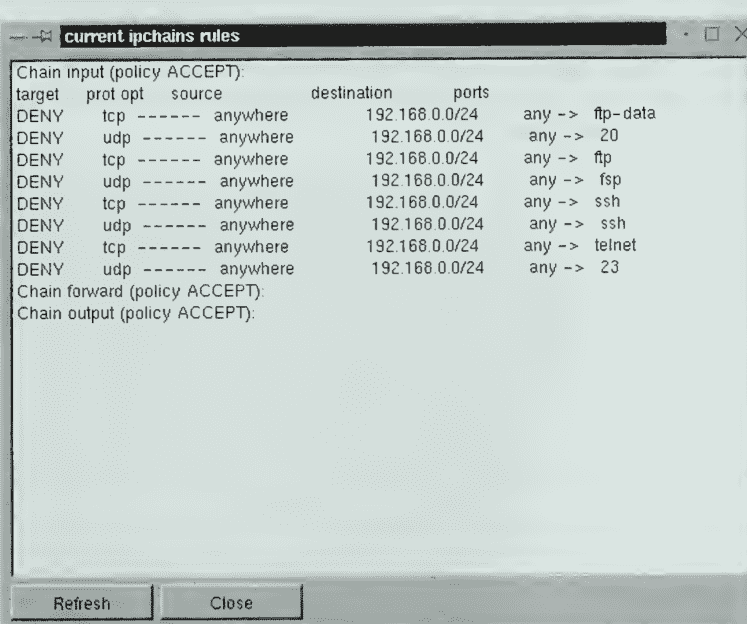 current ipchains rules
Chain input (policy ACCEPT):
target prot opt source destination ports
DENY tcp ------ anywhere 192.168.0.0/24 any -> ftp-data
DENY udp ------ anywhere 192.168.0.0/24 any -> 20
DENY tcp ------ anywhere 192.168.0.0/24 any -> ftp
DENY udp ------ anywhere 192.168.0.0/24 any -> fsp
DENY tcp ------ anywhere 192.168.0.0/24 any -> ssh
DENY udp ------ anywhere 192.168.0.0/24 any -> ssh
DENY tcp ------ anywhere 192.168.0.0/24 any -> telnet
DENY udp ------ anywhere 192.168.0.0/24 any -> 23
Chain forward (policy ACCEPT):
Chain output (policy ACCEPT):
Refresh Close